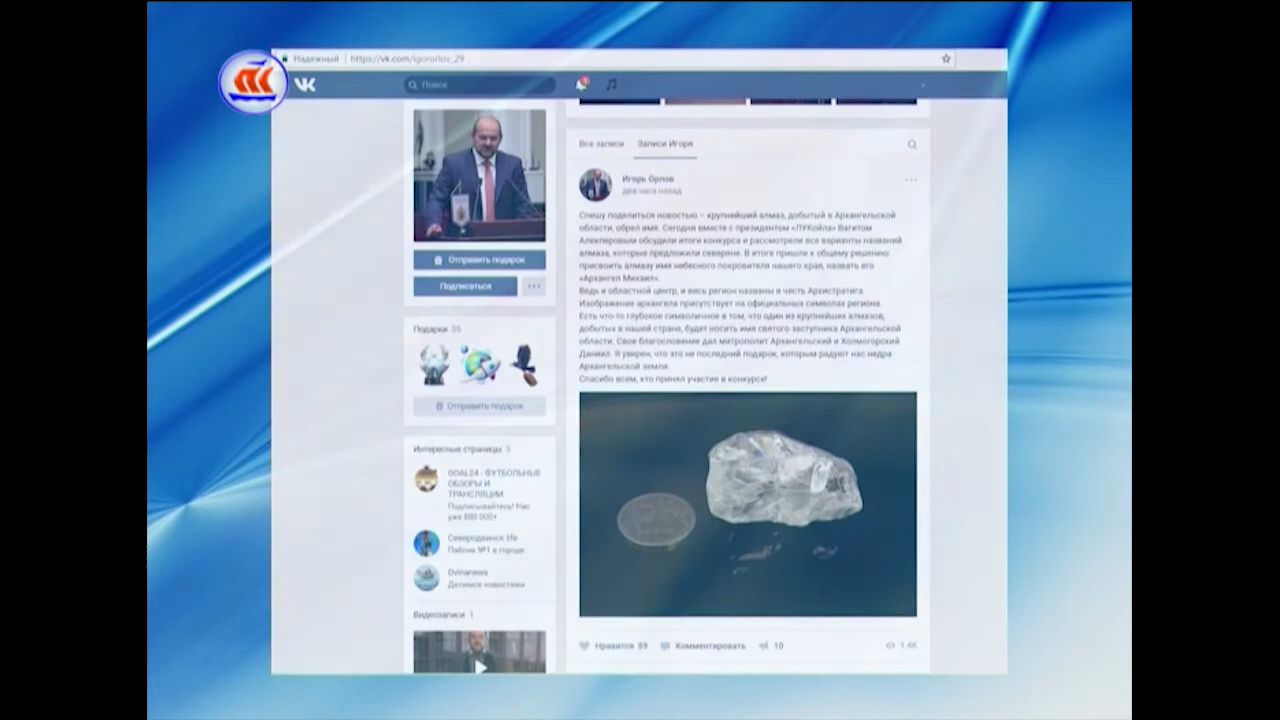 Надежный | https://vk.com/igororlov_29
Поиск
Отправить подарок
Подписаться
Подарки 35
Отправить подарок
Интересные страницы 3
GOAL24 - ФУТБОЛЬНЫЕ
ОБЗОРЫ И
ТРАНСЛЯЦИИ
Подписывайтесь! Нас
уже 880 000+
Северодвинск life
Паблик №1 в городе
Dvinanews
Делимся новостями
Видеозаписи 1
Все записи Записи Игоря
Игорь Орлов
два часа назад
Спешу поделиться новостью – крупнейший алмаз, добытый в Архангельской
области, обрел имя. Сегодня вместе с президентом «ЛУКойла» Вагитом
Алекперовым обсудили итоги конкурса и рассмотрели все варианты названий
алмаза, которые предложили северяне. В итоге пришли к общему решению:
присвоить алмазу имя небесного покровителя нашего края, назвать его
«Архангел Михаил».
Ведь и областной центр, и весь регион названы в честь Архистратига.
Изображение архангела присутствует на официальных символах региона.
Есть что-то глубокое символичное в том, что один из крупнейших алмазов,
добытых в нашей стране, будет носить имя святого заступника Архангельской
области. Свое благословение дал митрополит Архангельский и Холмогорский
Даниил. Я уверен, что это не последний подарок, которым радуют нас недра
Архангельской земли.
Спасибо всем, кто принял участие в конкурсе!
Нравится 59 Комментировать 10 1.4K